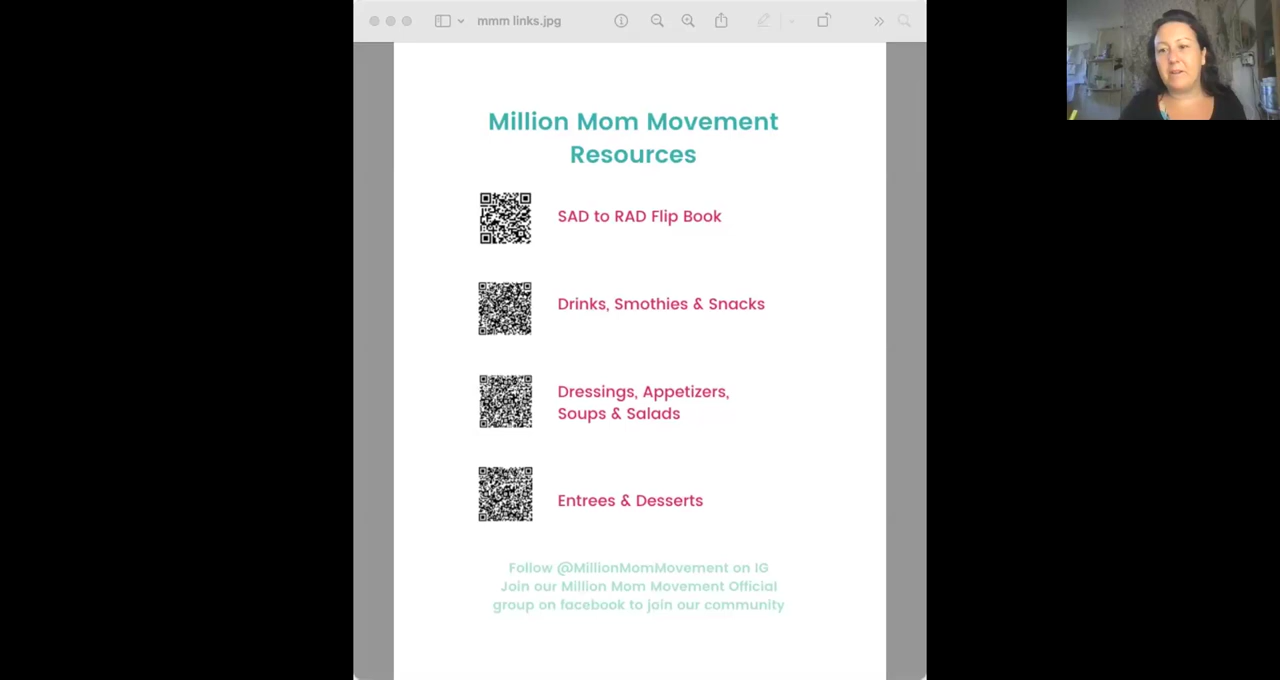 mmm links.jpg
Million Mom Movement
Resources
SAD to RAD Flip Book
Drinks, Smothies & Snacks
Dressings, Appetizers,
Soups & Salads
Entrees & Desserts
Follow @MillionMomMovement on IG
Join our Million Mom Movement Official
group on facebook to join our community